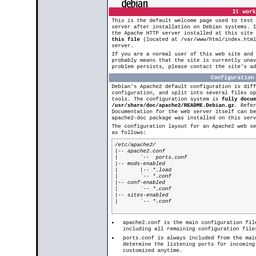 debian
It work
This is the default welcome page used to test
server after installation on Debian systems. I
the Apache HTTP server installed at this site
this file (located at /var/www/html/index.html
server.
If you are a normal user of this web site and
probably means that the site is currently unav
problem persists, please contact the site's ad
Configuration
Debian's Apache2 default configuration is diff
configuration, and split into several files op
tools. The configuration system is fully docum
/usr/share/doc/apache2/README.Debian.gz. Refer
Documentation for the web server itself can be
apache2-doc package was installed on this serv
The configuration layout for an Apache2 web se
as follows:
/etc/apache2/
|-- apache2.conf
| `-- ports.conf
|-- mods-enabled
| |-- *.load
| `-- *.conf
|-- conf-enabled
| `-- *.conf
|-- sites-enabled
| `-- *.conf
• apache2.conf is the main configuration file
including all remaining configuration files
• ports.conf is always included from the main
determine the listening ports for incoming
customized anytime.